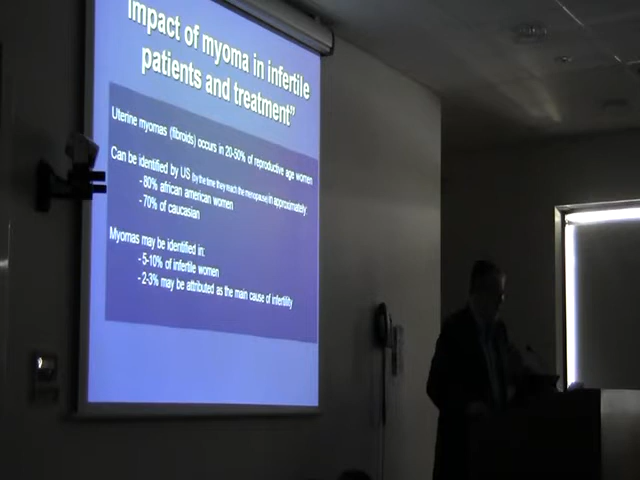 Impact of myoma in infertile
patients and treatment"
Uterine myomas (fibroids) occurs in 20-50% of reproductive age women
Can be identified by US (by the time they reach the menopause) in approximately
- 80% african american women
- 70% of caucasian
Myomas may be identified in:
- 5-10% of infertile women
- 2-3% may be attributed as the main cause of infertility